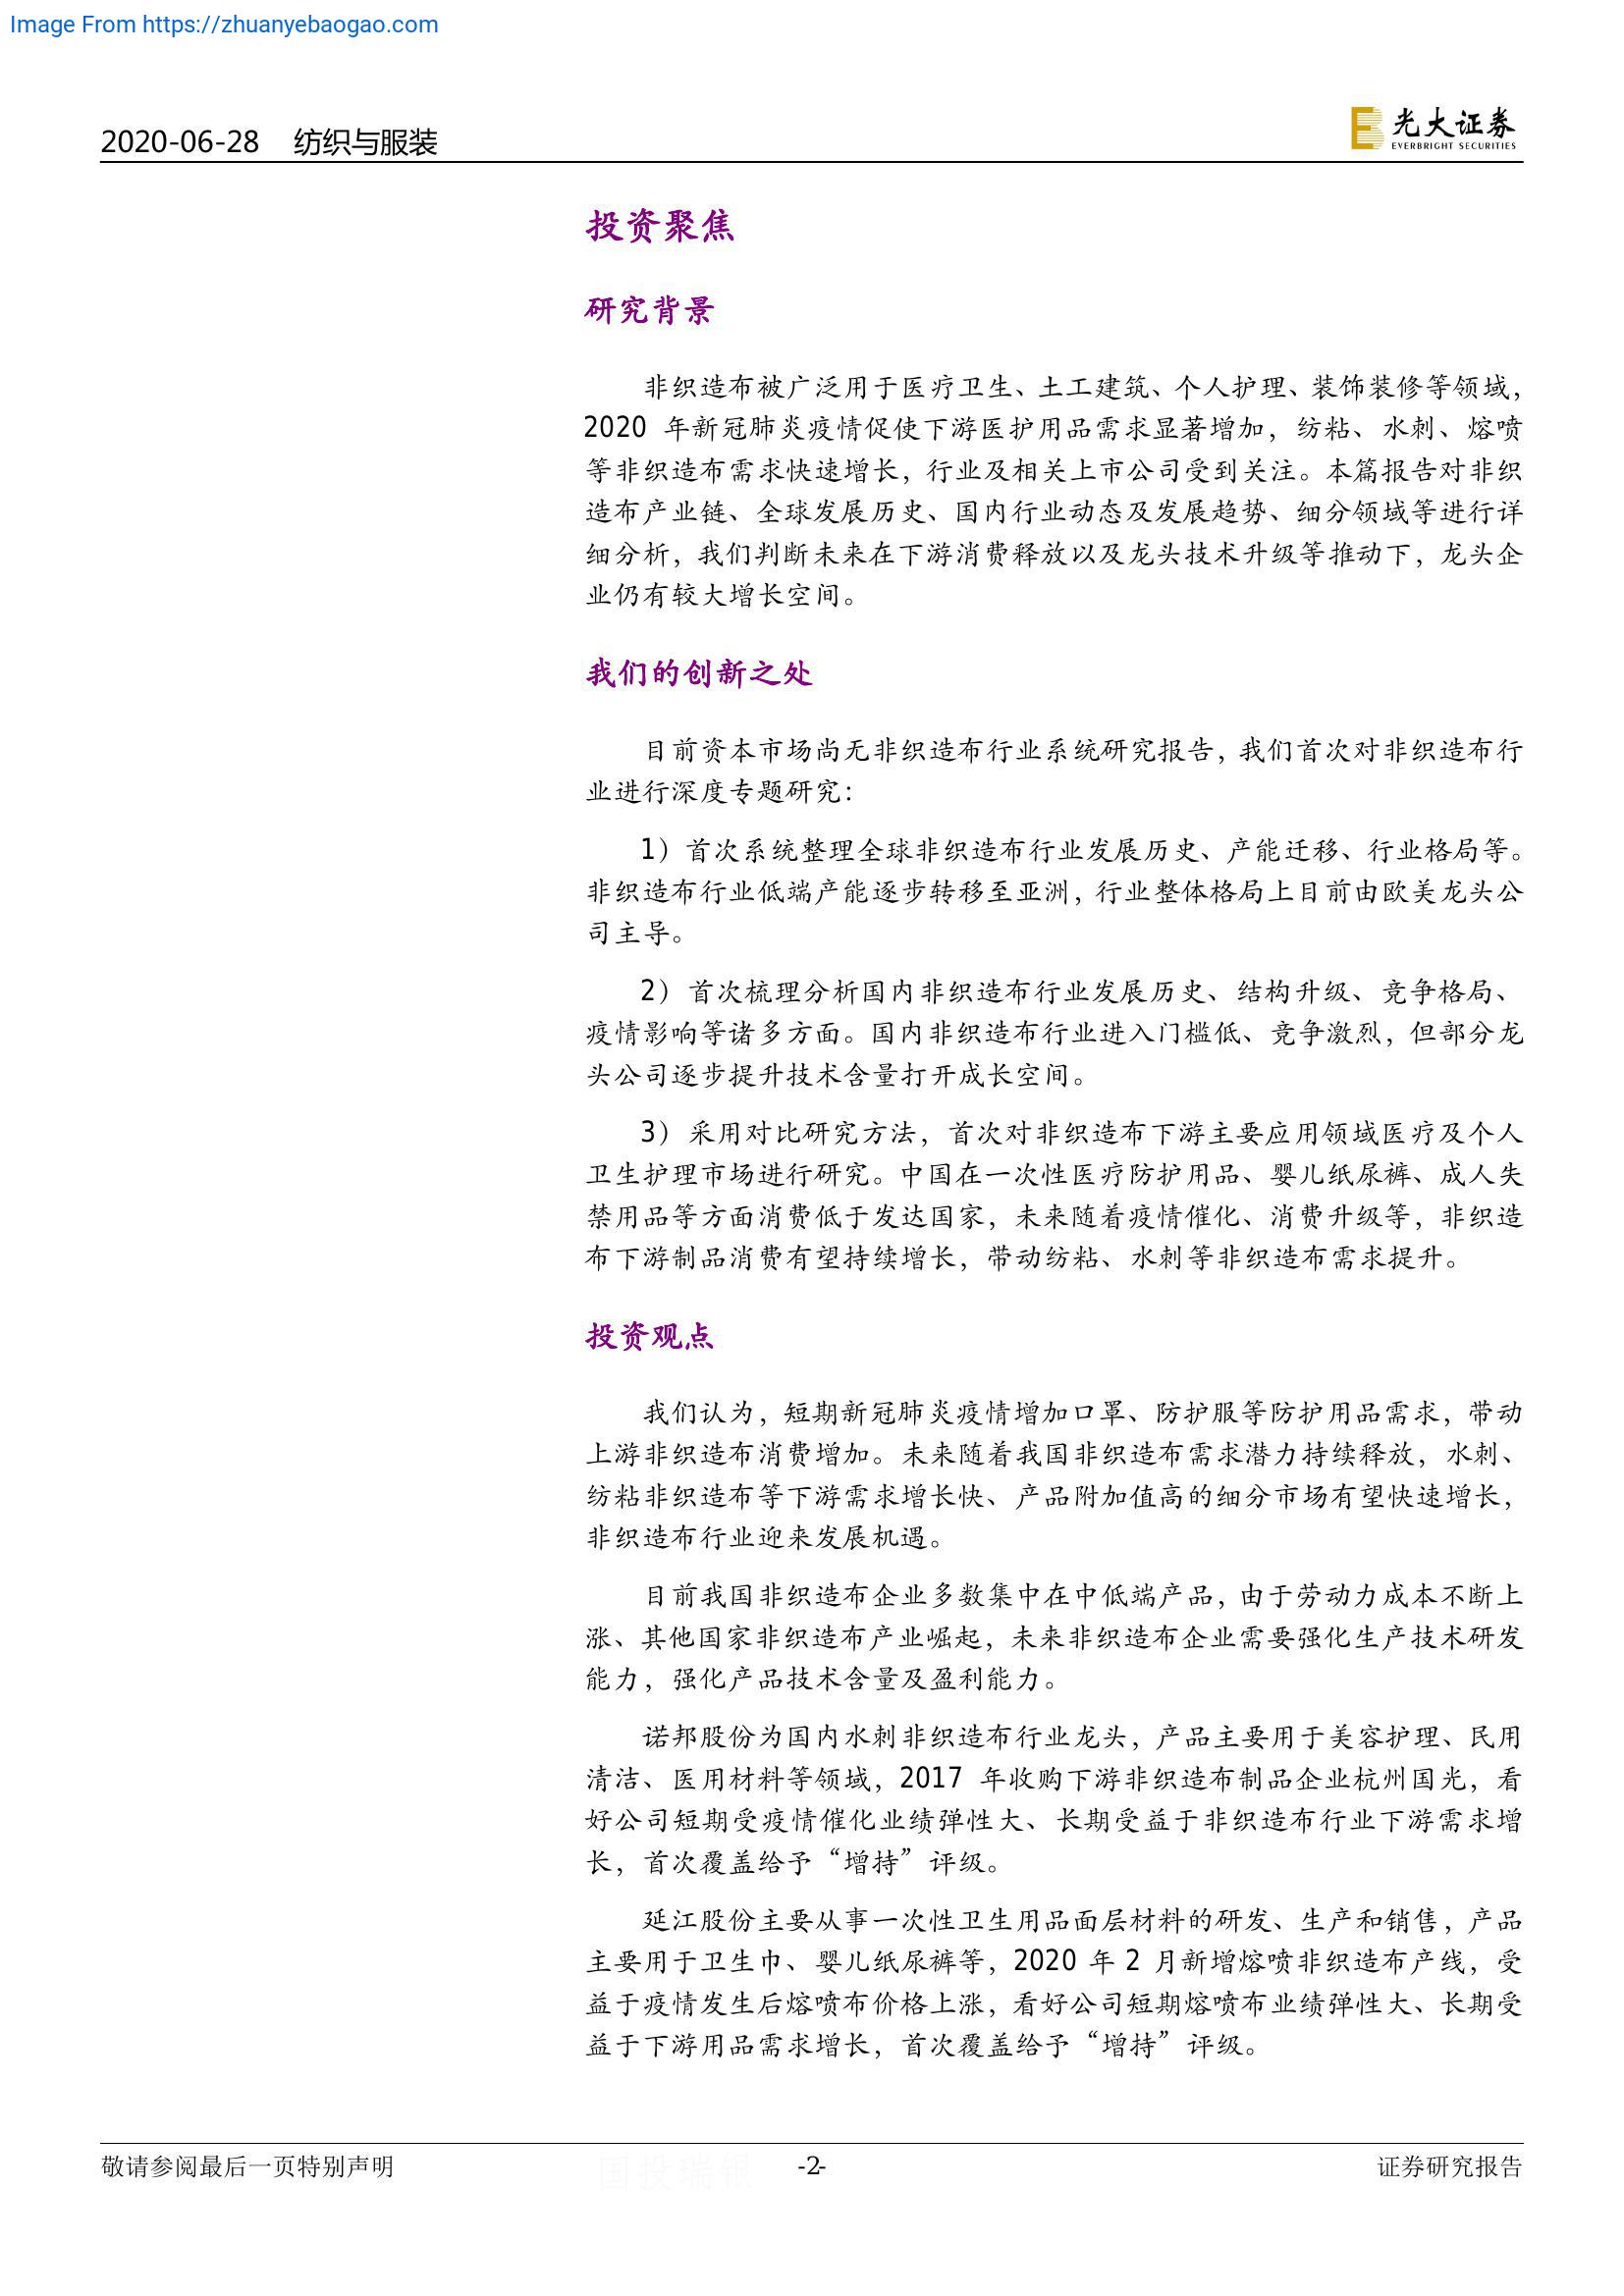 Image From https://zhuanyebaogao.com
2020-06-28 纺织与服装
光大证券
EVERBRIGHT SECURITIES
投资聚焦
研究背景
非织造布被广泛用于医疗卫生、土工建筑、个人护理、装饰装修等领域，
2020 年新冠肺炎疫情促使下游医护用品需求显著增加，纺粘、水刺、熔喷
等非织造布需求快速增长，行业及相关上市公司受到关注。本篇报告对非织
造布产业链、全球发展历史、国内行业动态及发展趋势、细分领域等进行详
细分析，我们判断未来在下游消费释放以及龙头技术升级等推动下，龙头企
业仍有较大增长空间。
我们的创新之处
目前资本市场尚无非织造布行业系统研究报告，我们首次对非织造布行
业进行深度专题研究：
1）首次系统整理全球非织造布行业发展历史、产能迁移、行业格局等。
非织造布行业低端产能逐步转移至亚洲，行业整体格局上目前由欧美龙头公
司主导。
2）首次梳理分析国内非织造布行业发展历史、结构升级、竞争格局、
疫情影响等诸多方面。国内非织造布行业进入门槛低、竞争激烈，但部分龙
头公司逐步提升技术含量打开成长空间。
3）采用对比研究方法，首次对非织造布下游主要应用领域医疗及个人
卫生护理市场进行研究。中国在一次性医疗防护用品、婴儿纸尿裤、成人失
禁用品等方面消费低于发达国家，未来随着疫情催化、消费升级等，非织造
布下游制品消费有望持续增长，带动纺粘、水刺等非织造布需求提升。
投资观点
我们认为，短期新冠肺炎疫情增加口罩、防护服等防护用品需求，带动
上游非织造布消费增加。未来随着我国非织造布需求潜力持续释放，水刺、
纺粘非织造布等下游需求增长快、产品附加值高的细分市场有望快速增长，
非织造布行业迎来发展机遇。
目前我国非织造布企业多数集中在中低端产品，由于劳动力成本不断上
涨、其他国家非织造布产业崛起，未来非织造布企业需要强化生产技术研发
能力，强化产品技术含量及盈利能力。
诺邦股份为国内水刺非织造布行业龙头，产品主要用于美容护理、民用
清洁、医用材料等领域，2017 年收购下游非织造布制品企业杭州国光，看
好公司短期受疫情催化业绩弹性大、长期受益于非织造布行业下游需求增
长，首次覆盖给予“增持”评级。
延江股份主要从事一次性卫生用品面层材料的研发、生产和销售，产品
主要用于卫生巾、婴儿纸尿裤等，2020 年 2 月新增熔喷非织造布产线，受
益于疫情发生后熔喷布价格上涨，看好公司短期熔喷布业绩弹性大、长期受
益于下游用品需求增长，首次覆盖给予“增持”评级。
敬请参阅最后一页特别声明
国投瑞银
-2-
证券研究报告